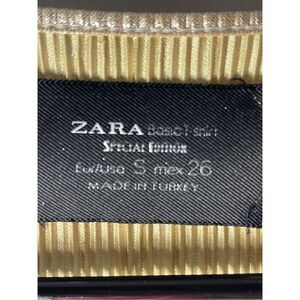 ZARA Basic T-shirt
SPECIAL EDITION
Eur/usa S mex 26
MADE IN TURKEY